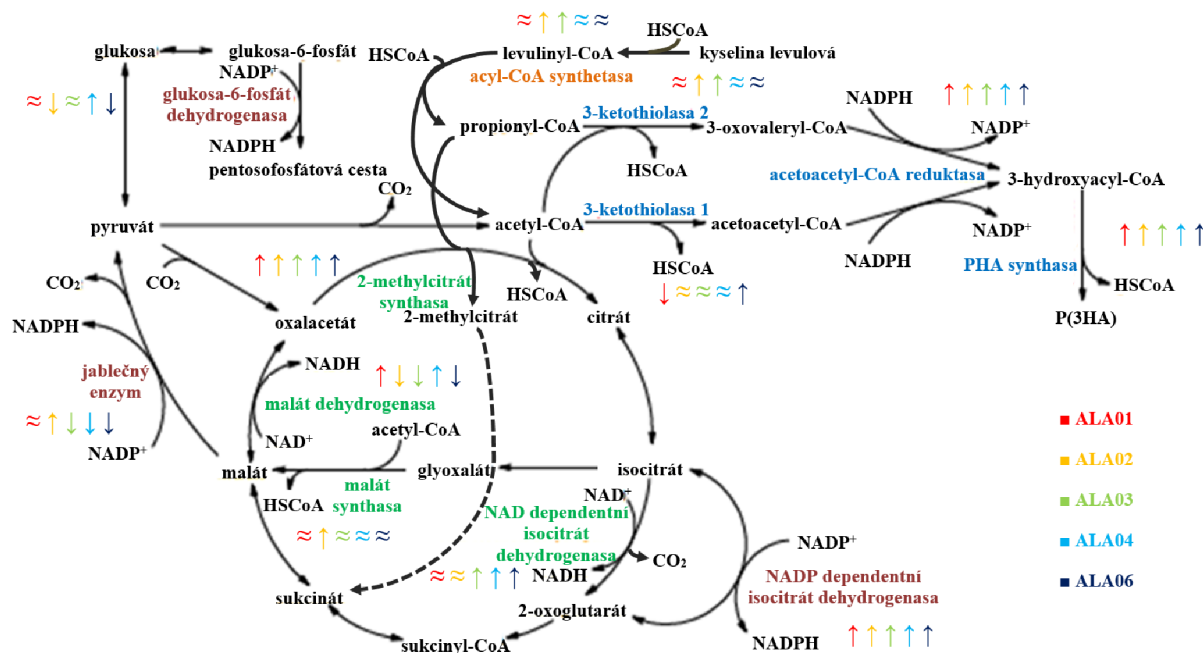 HSCoA
glukosa
glukosa-6-fosfát
HSCoA
≈ ↑ ↑ ≈ ≈
levulinyl-CoA
kyselina levulová
NADP⁺
acyl-CoA synthetasa
≈ ↑ ↑ ≈ ≈
≈ ↓ ≈ ↑ ↓
glukosa-6-fosfát
dehydrogenasa
NADPH
pentosofosfátová cesta
propionyl-CoA
3-ketothiolasa 2
3-oxovaleryl-CoA
NADPH
↑ ↑ ↑ ↑ ↑
NADP⁺
HSCoA
acetoacetyl-CoA reduktasa
3-hydroxyacyl-CoA
CO₂
pyruvát
acetyl-CoA
3-ketothiolasa 1
acetoacetyl-CoA
NADP⁺
NADPH
↑ ↑ ↑ ↑ ↑
PHA synthasa
HSCoA
P(3HA)
CO₂
CO₂
↑ ↑ ↑ ↑ ↑
2-methylcitrát
synthasa
HSCoA
HSCoA
↓ ≈ ≈ ≈ ↑
NADPH
oxalacetát
2-methylcitrát
citrát
jablečný
enzym
NADH
↑ ↓ ↓ ↑ ↓
malát dehydrogenasa
≈ ↑ ↓ ↓ ↓
NADP⁺
NAD⁺
acetyl-CoA
malát
glyoxalát
isocitrát
HSCoA
malát
synthasa
≈ ↑ ≈ ≈ ≈
NAD⁺
NAD dependentní
isocitrát
dehydrogenasa
CO₂
≈ ≈ ↑ ↑ ↑
NADH
NADP⁺
NADP dependentní
isocitrát dehydrogenasa
NADPH
↑ ↑ ↑ ↑ ↑
sukcinát
2-oxoglutarát
sukcinyl-CoA
ALA01
ALA02
ALA03
ALA04
ALA06